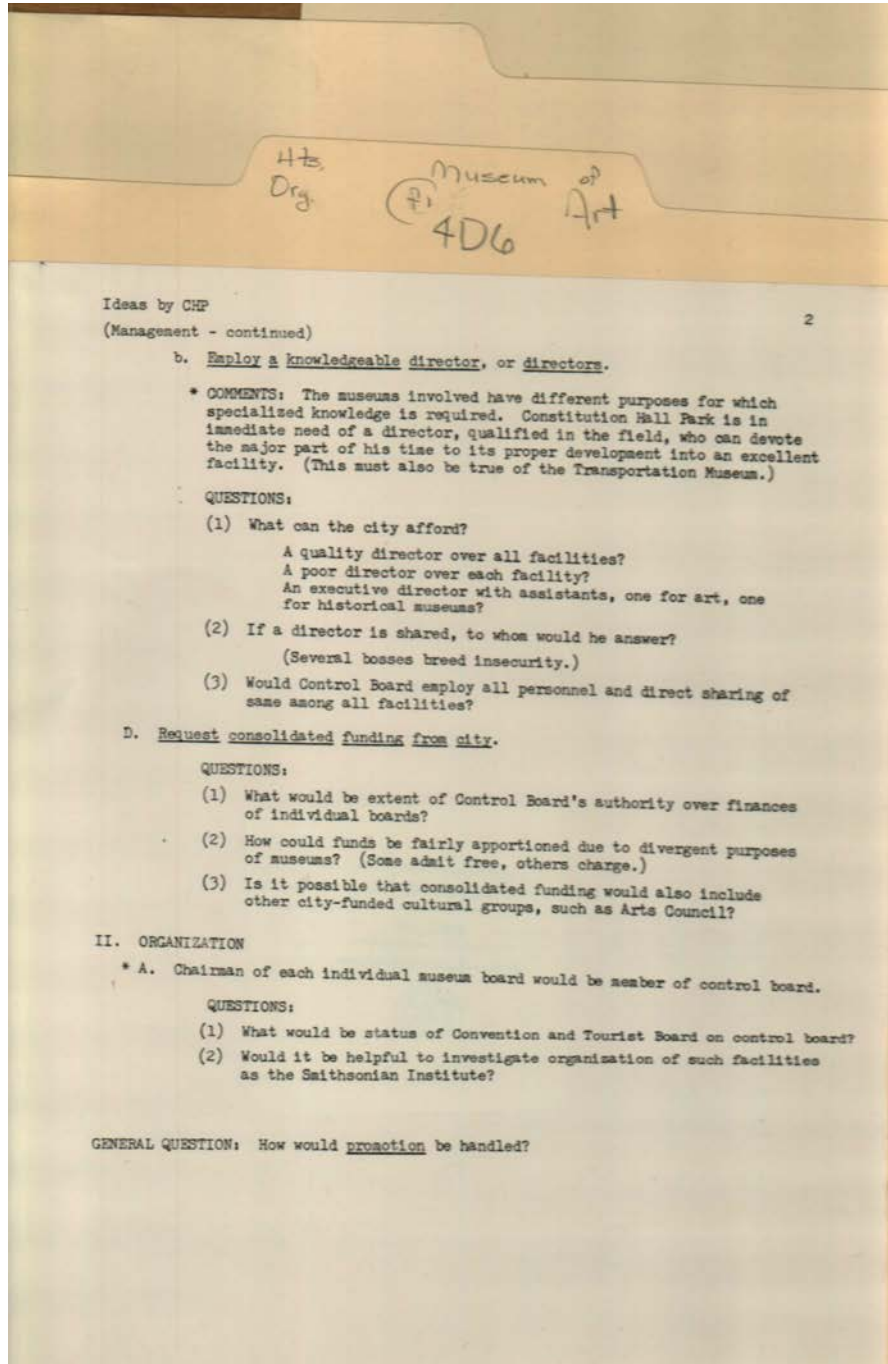 Hts,
Org.
Museum of
Art
4D6
Ideas by CHP
2
(Management - continued)
b. Employ a knowledgeable director, or directors.
* COMMENTS: The museums involved have different purposes for which
specialized knowledge is required. Constitution Hall Park is in
immediate need of a director, qualified in the field, who can devote
the major part of his time to its proper development into an excellent
facility. (This must also be true of the Transportation Museum.)
QUESTIONS:
(1) What can the city afford?
A quality director over all facilities?
A poor director over each facility?
An executive director with assistants, one for art, one
for historical museums?
(2) If a director is shared, to whom would he answer?
(Several bosses breed insecurity.)
(3) Would Control Board employ all personnel and direct sharing of
same among all facilities?
D. Request consolidated funding from city.
QUESTIONS:
(1) What would be extent of Control Board's authority over finances
of individual boards?
(2) How could funds be fairly apportioned due to divergent purposes
of museums? (Some admit free, others charge.)
(3) Is it possible that consolidated funding would also include
other city-funded cultural groups, such as Arts Council?
II. ORGANIZATION
* A. Chairman of each individual museum board would be member of control board.
QUESTIONS:
(1) What would be status of Convention and Tourist Board on control board?
(2) Would it be helpful to investigate organization of such facilities
as the Smithsonian Institute?
GENERAL QUESTION: How would promotion be handled?